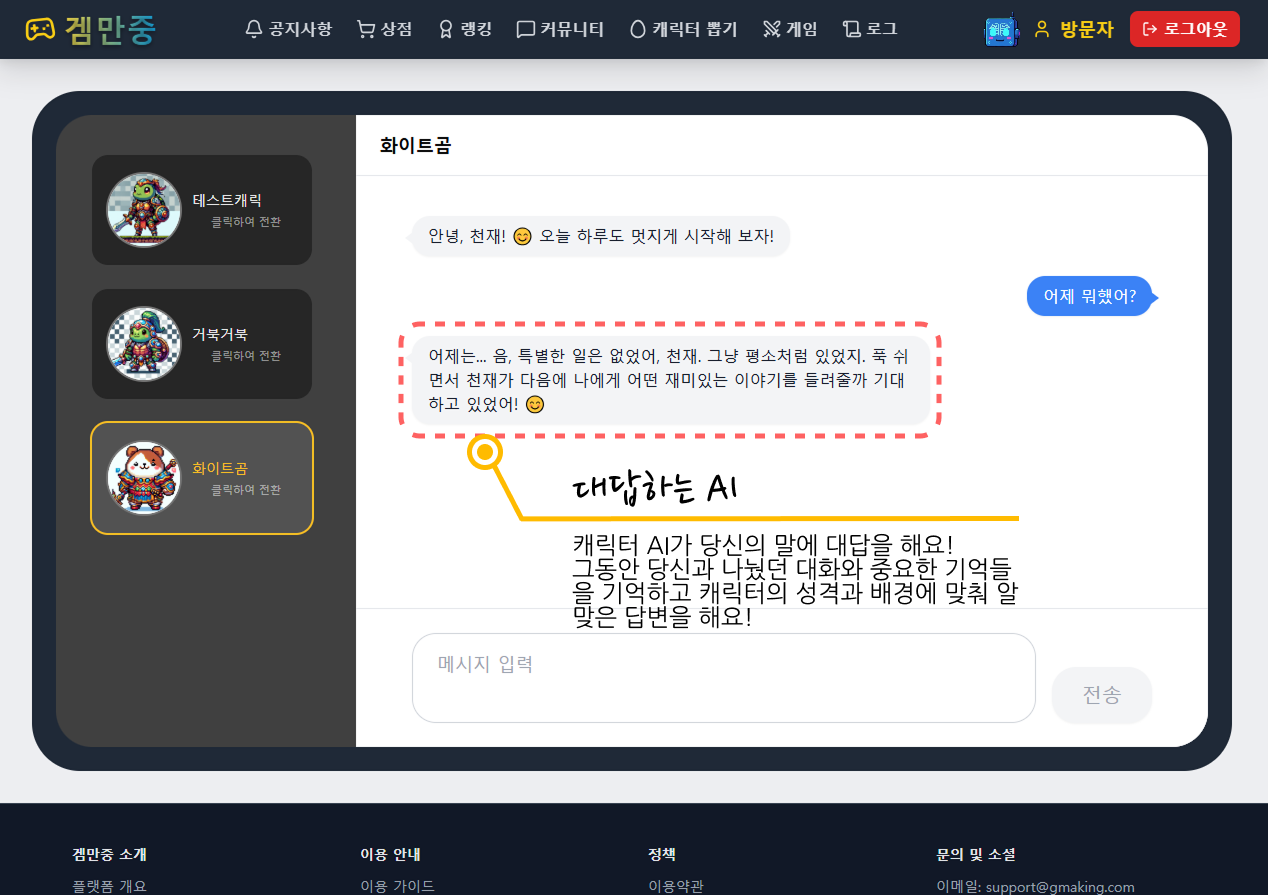 겜만중
공지사항
상점
랭킹
커뮤니티
캐릭터 뽑기
게임
로그
방문자
로그아웃
테스트캐릭
클릭하여 전환
거북거북
클릭하여 전환
화이트곰
클릭하여 전환
화이트곰
안녕, 천재! 😊 오늘 하루도 멋지게 시작해 보자!
어제 뭐했어?
어제는... 음, 특별한 일은 없었어, 천재. 그냥 평소처럼 있었지. 푹 쉬
면서 천재가 다음에 나에게 어떤 재미있는 이야기를 들려줄까 기대
하고 있었어! 😊
대답하는 AI
캐릭터 AI가 당신의 말에 대답을 해요!
그동안 당신과 나눴던 대화와 중요한 기억들
을 기억하고 캐릭터의 성격과 배경에 맞춰 알
맞은 답변을 해요!
메시지 입력
전송
겜만중 소개
플랫폼 개요
이용 안내
이용 가이드
정책
이용약관
문의 및 소셜
이메일: support@gmaking.com